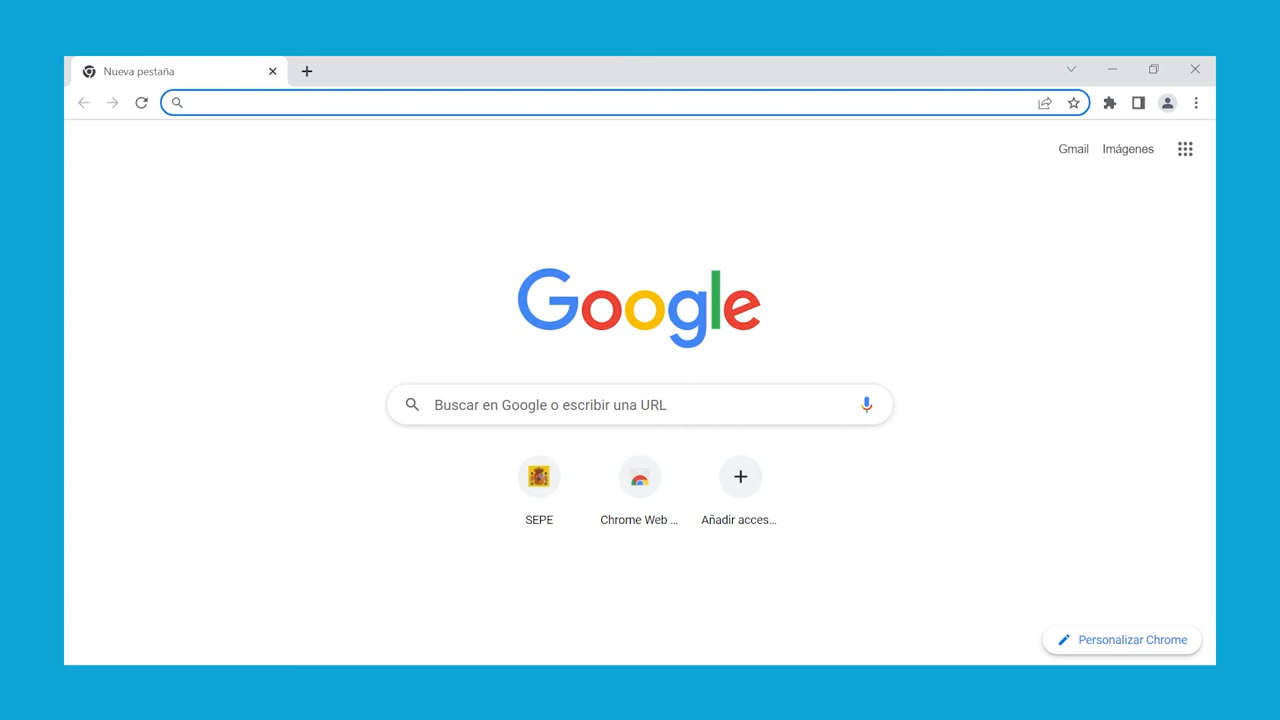 Nueva pestaña
Gmail Imágenes
Google
Buscar en Google o escribir una URL
SEPE
Chrome Web ...
Añadir acces...
Personalizar Chrome